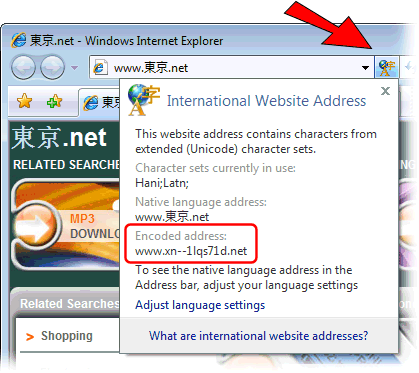 東京.net - Windows Internet Explorer
www.東京.net
東京
International Website Address
東京.net
This website address contains characters from
extended (Unicode) character sets.
RELATED SEARCHES
Character sets currently in use:
Hani;Latn;
Native language address:
www.東京.net
MP3
DOWNLO
Encoded address:
www.xn--1lqs71d.net
To see the native language address in the
Address bar, adjust your language settings
Related Searches
Adjust language settings
> Shopping
What are international website addresses?